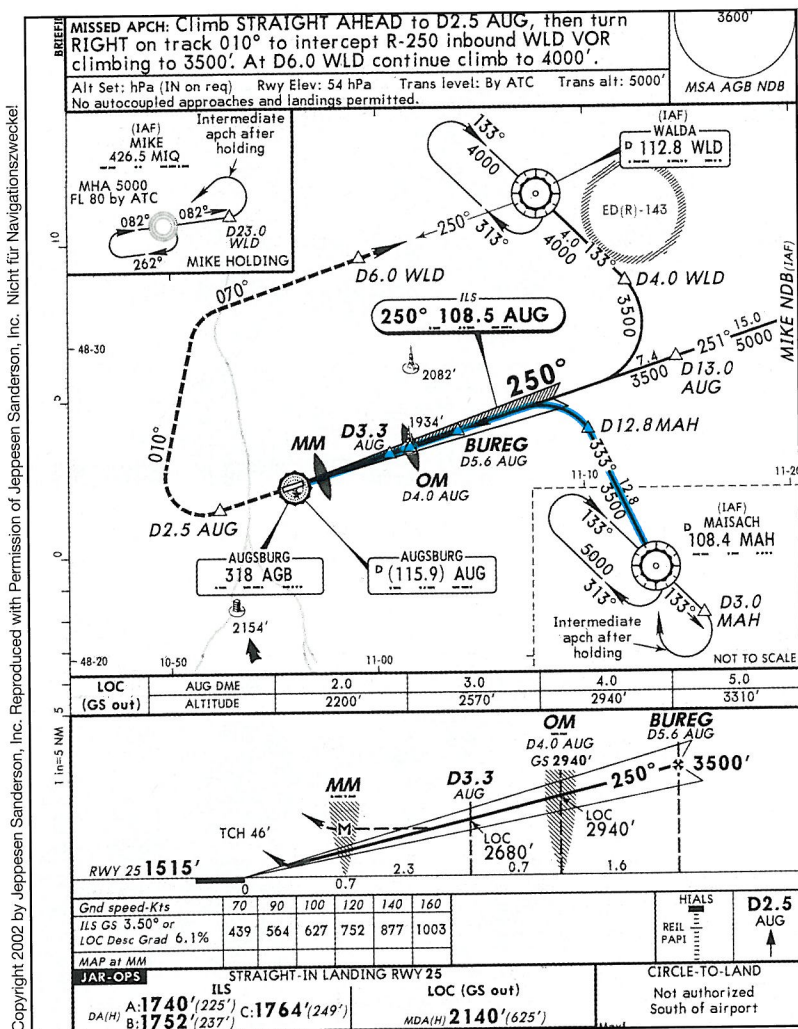 Copyright 2002 by Jeppesen Sanderson, Inc. Reproduced with Permission of Jeppesen Sanderson, Inc. Nicht für Navigationszwecke!
MISSED APCH: Climb STRAIGHT AHEAD to D2.5 AUG, then turn
RIGHT on track 010° to intercept R-250 inbound WLD VOR
climbing to 3500'. At D6.0 WLD continue climb to 4000'.
Alt Set: hPa (IN on req) Rwy Elev: 54 hPa Trans level: By ATC Trans alt: 5000'
No autocoupled approaches and landings permitted.
3600'
MSA AGB NDB
(IAF)
MIKE
426.5 MIQ
Intermediate
apch after
holding
MHA 5000
FL 80 by ATC
082° 082°
262°
D23.0
WLD
MIKE HOLDING
133°
4000
313°
(IAF)
WALDA
D 112.8 WLD
ED(R)-143
250°
4.0
4000
133°
D6.0 WLD
D4.0 WLD
3500
070°
ILS
250° 108.5 AUG
MIKE NDB (IAF)
15.0
251°
5000
7.4
3500
D13.0
AUG
48-30
2082'
250°
1934'
MM
D3.3
AUG
BUREG
D5.6 AUG
OM
D4.0 AUG
D12.8 MAH
333°
12.8
3500
11-10
11-20
010°
D2.5 AUG
AUGSBURG
318 AGB
AUGSBURG
D (115.9) AUG
2154'
133°
5000
313°
(IAF)
MAISACH
D 108.4 MAH
133°
D3.0
MAH
Intermediate
apch after
holding
48-20
10-50
11-00
NOT TO SCALE
LOC AUG DME 2.0 3.0 4.0 5.0
(GS out) ALTITUDE 2200' 2570' 2940' 3310'
1 in=5 NM
5
0
5
10
OM
D4.0 AUG
GS 2940'
BUREG
D5.6 AUG
MM
D3.3
AUG
250°
3500'
M
TCH 46'
LOC
2680'
LOC
2940'
RWY 25 1515'
0 0.7 2.3 0.7 1.6
Gnd speed-Kts 70 90 100 120 140 160
ILS GS 3.50° or
LOC Desc Grad 6.1% 439 564 627 752 877 1003
MAP at MM
HIALS
REIL
PAPI
D2.5
AUG
JAR-OPS STRAIGHT-IN LANDING RWY 25 CIRCLE-TO-LAND
ILS LOC (GS out) Not authorized
South of airport
DA(H) A: 1740' (225') C: 1764' (249')
B: 1752' (237')
MDA(H) 2140' (625')